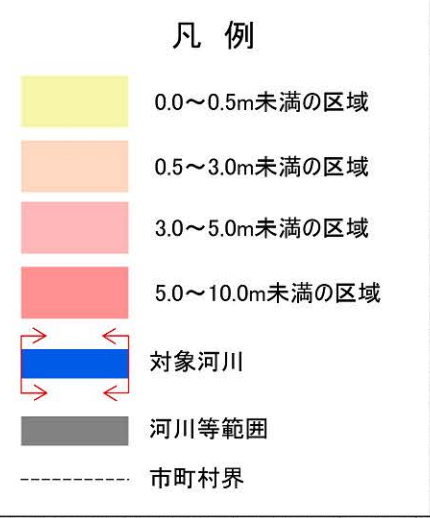 凡 例
0.0～0.5m未満の区域
0.5～3.0m未満の区域
3.0～5.0m未満の区域
5.0～10.0m未満の区域
対象河川
河川等範囲
市町村界